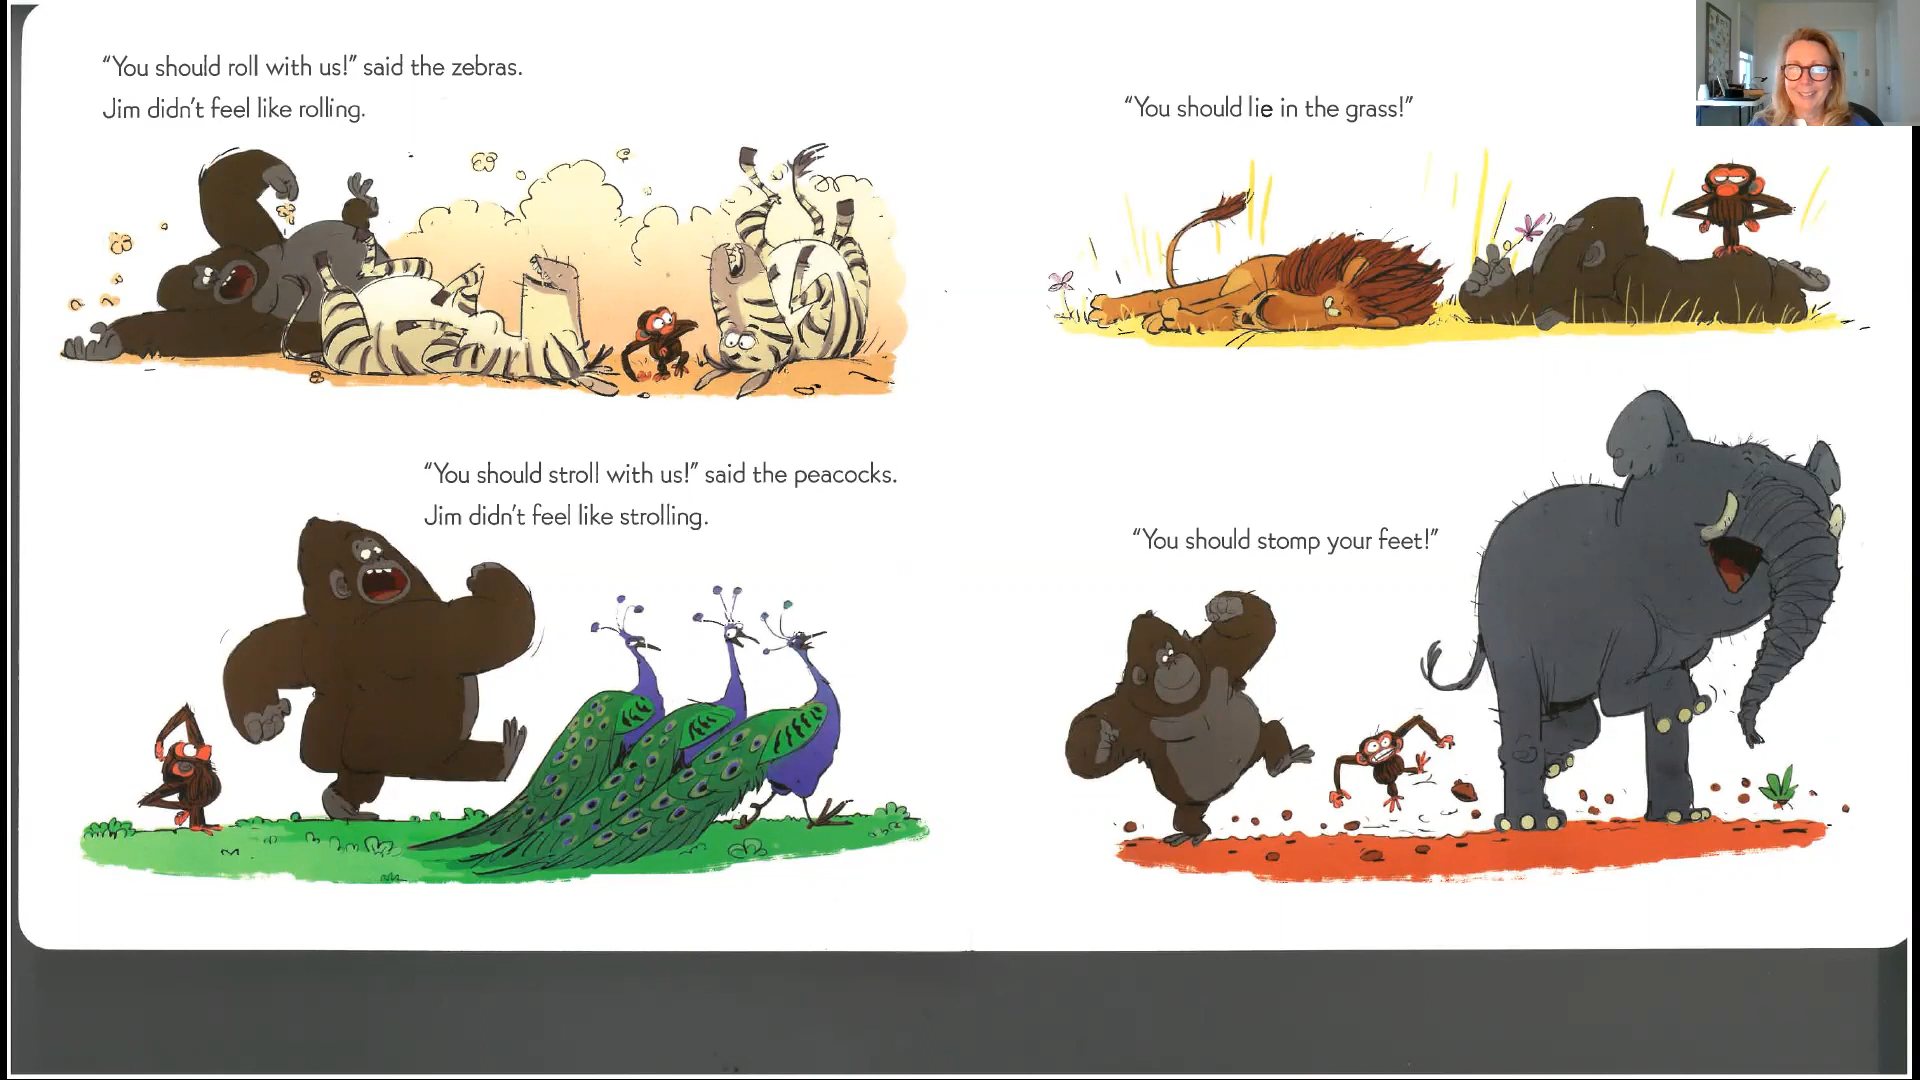 “You should roll with us!” said the zebras.
Jim didn’t feel like rolling.
“You should stroll with us!” said the peacocks.
Jim didn’t feel like strolling.
“You should lie in the grass!”
“You should stomp your feet!”